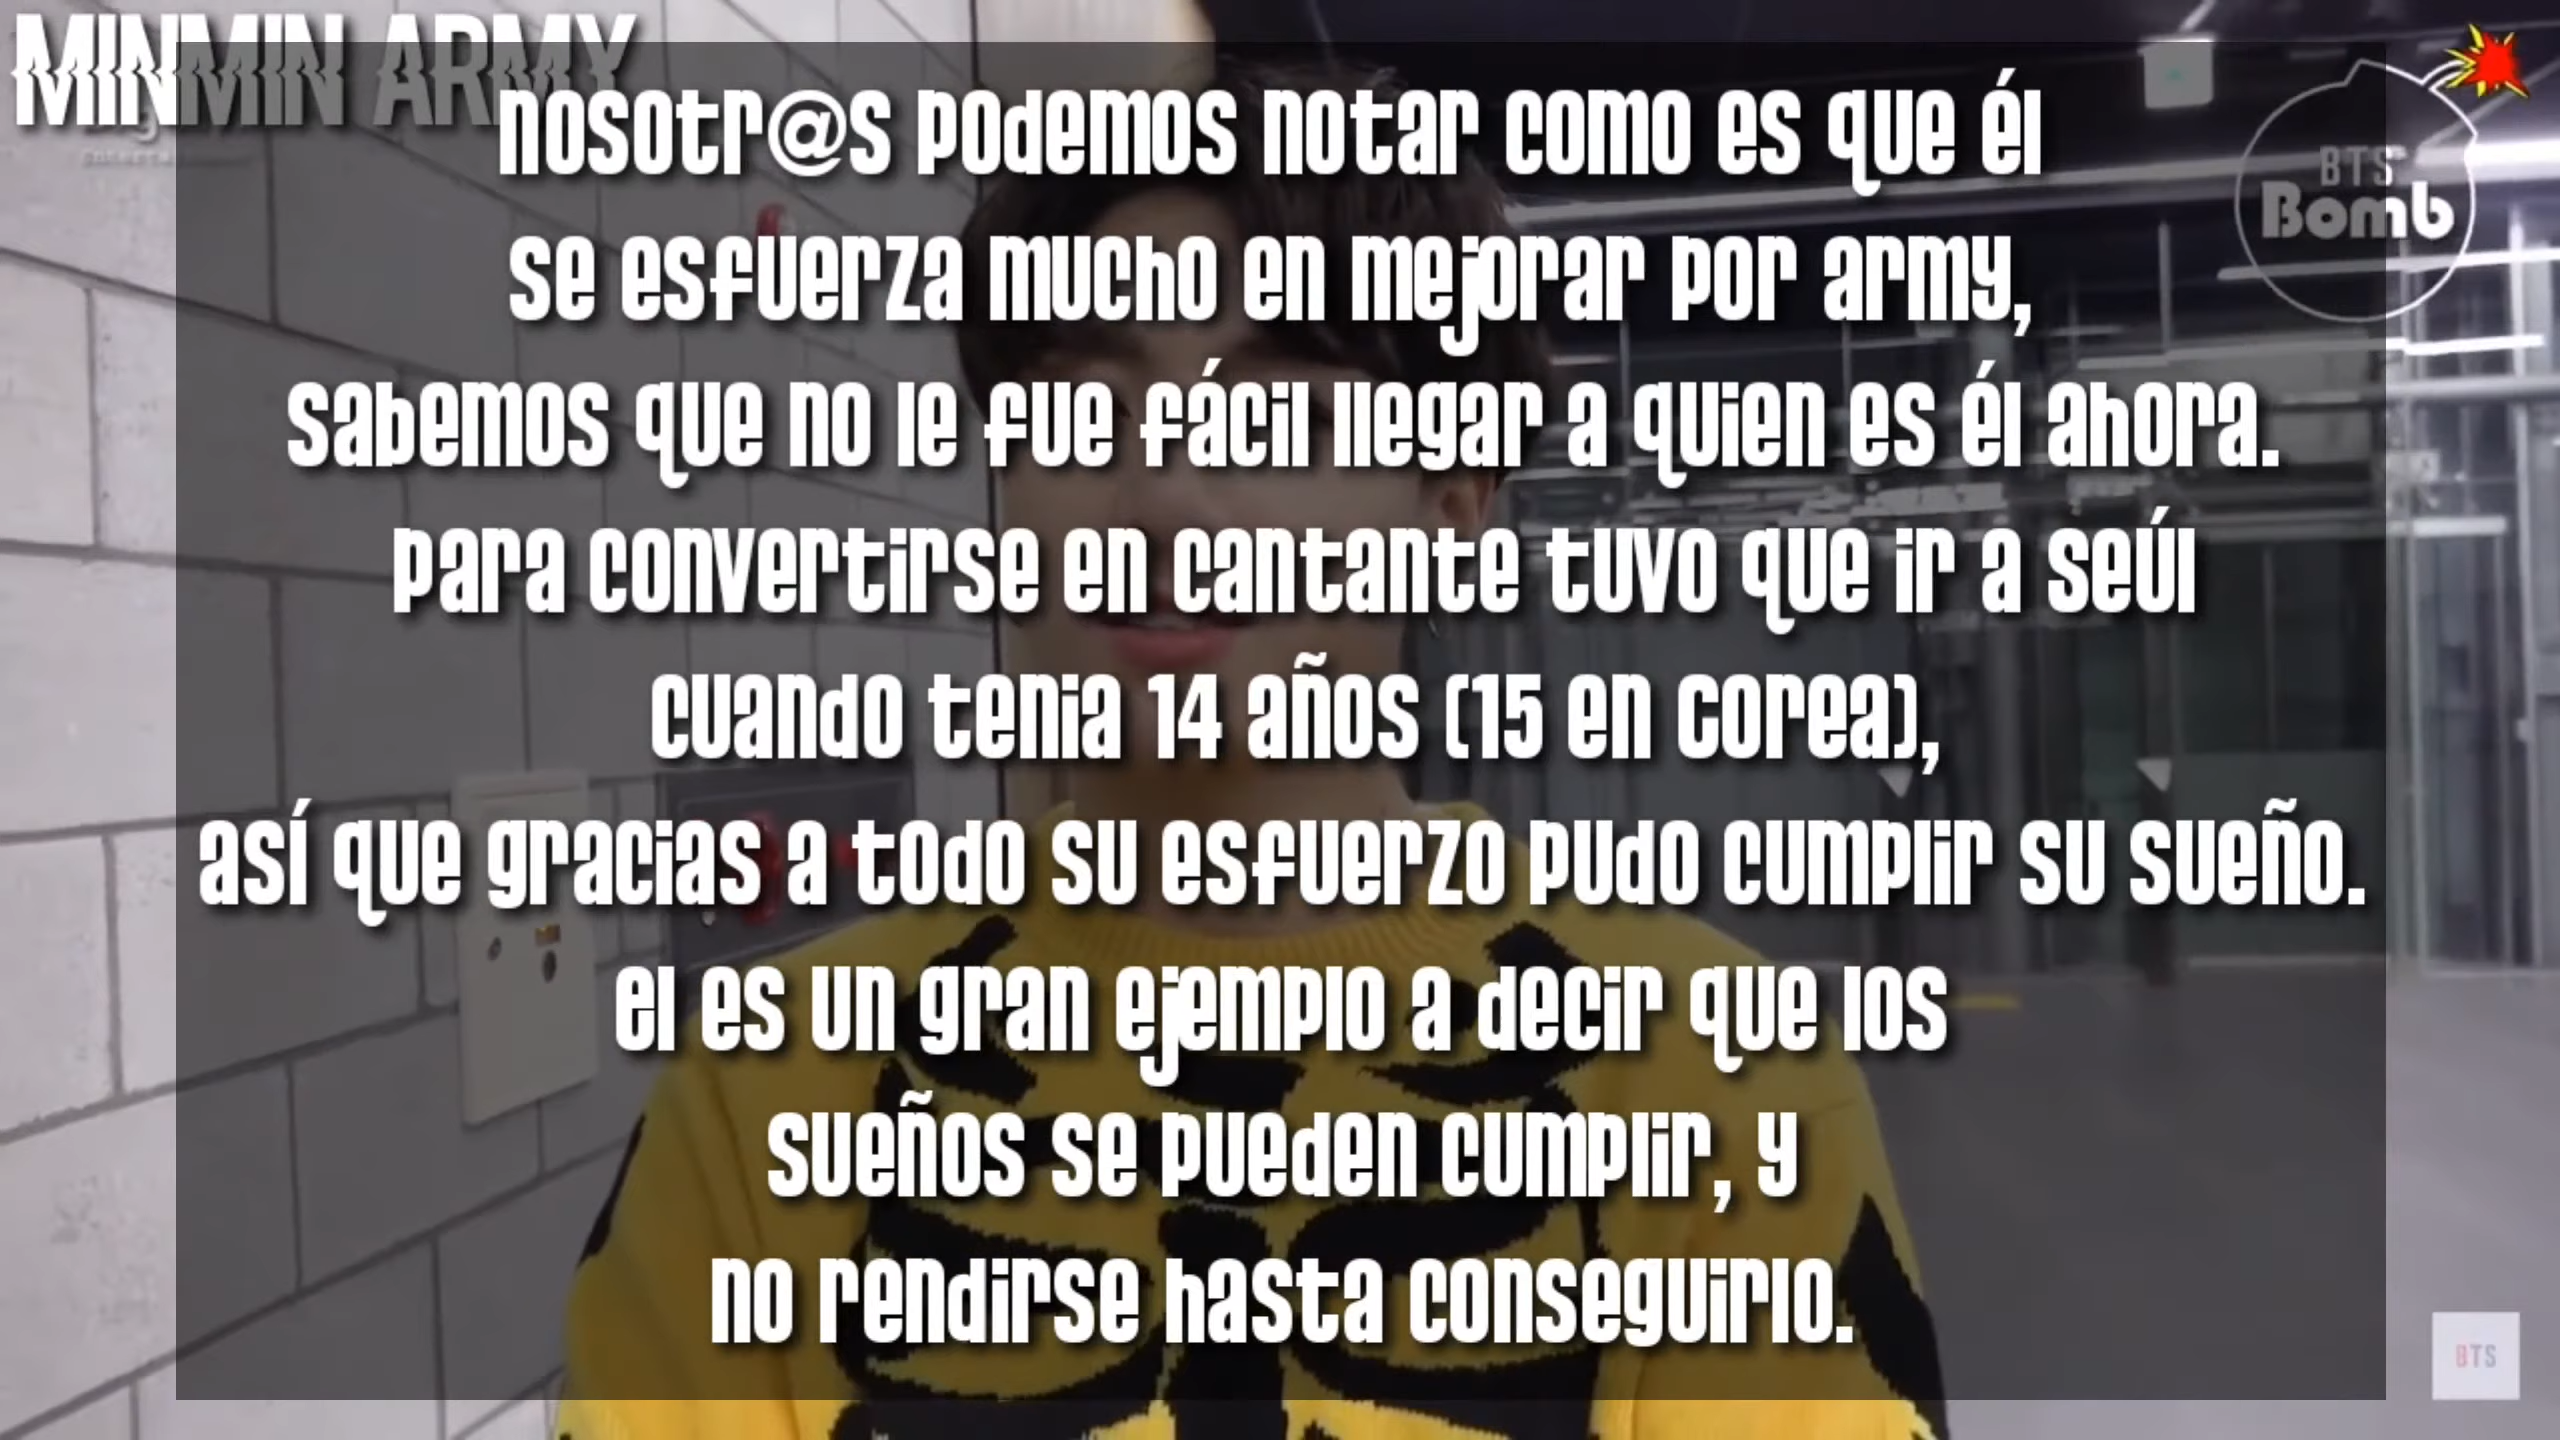 MINMIN ARMY
nosotr@s podemos notar como es que él
se esfuerza mucho en mejorar por army,
sabemos que no le fue fácil llegar a quien es él ahora.
para convertirse en cantante tuvo que ir a seúl
cuando tenia 14 años (15 en corea),
así que gracias a todo su esfuerzo pudo cumplir su sueño.
el es un gran ejemplo a decir que los
sueños se pueden cumplir, y
no rendirse hasta conseguirlo.
BTS
Bomb
BTS